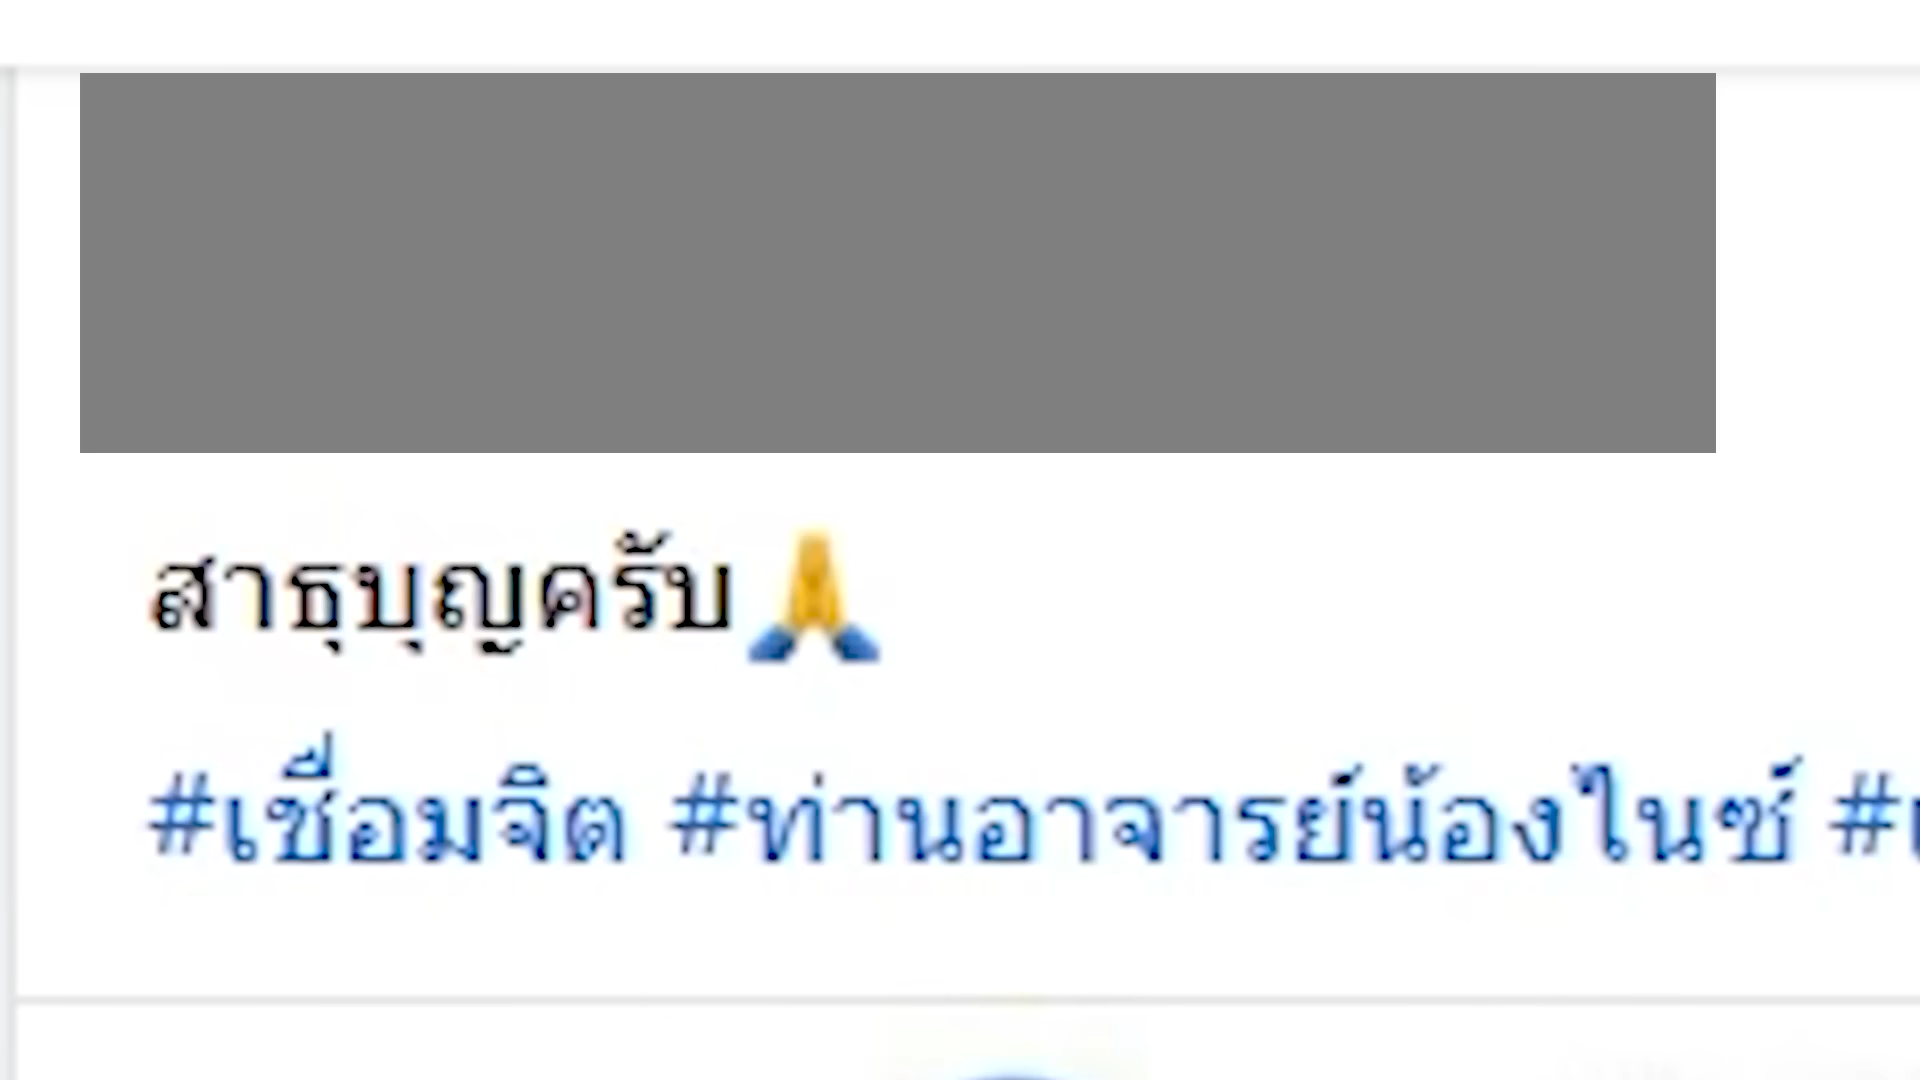 สาธุบุญครับ🙏
#เชื่อมจิต #ท่านอาจารย์น้องไนซ์ #